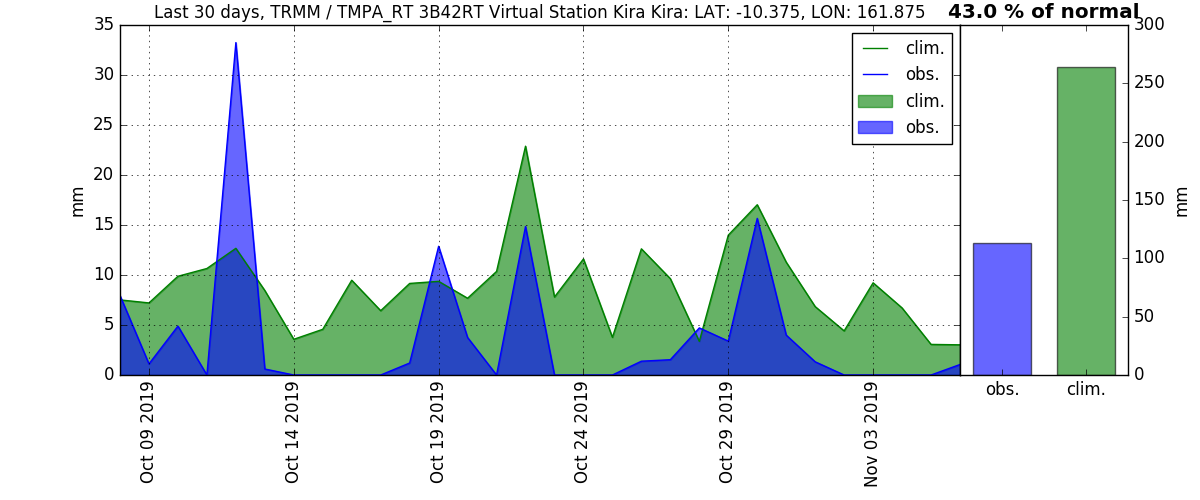 Last 30 days, TRMM / TMPA_RT 3B42RT Virtual Station Kira Kira: LAT: -10.375, LON: 161.875
43.0 % of normal
35
30
25
20
15
10
5
0
mm
clim.
obs.
clim.
obs.
Oct 09 2019
Oct 14 2019
Oct 19 2019
Oct 24 2019
Oct 29 2019
Nov 03 2019
300
250
200
150
100
50
0
mm
obs.
clim.